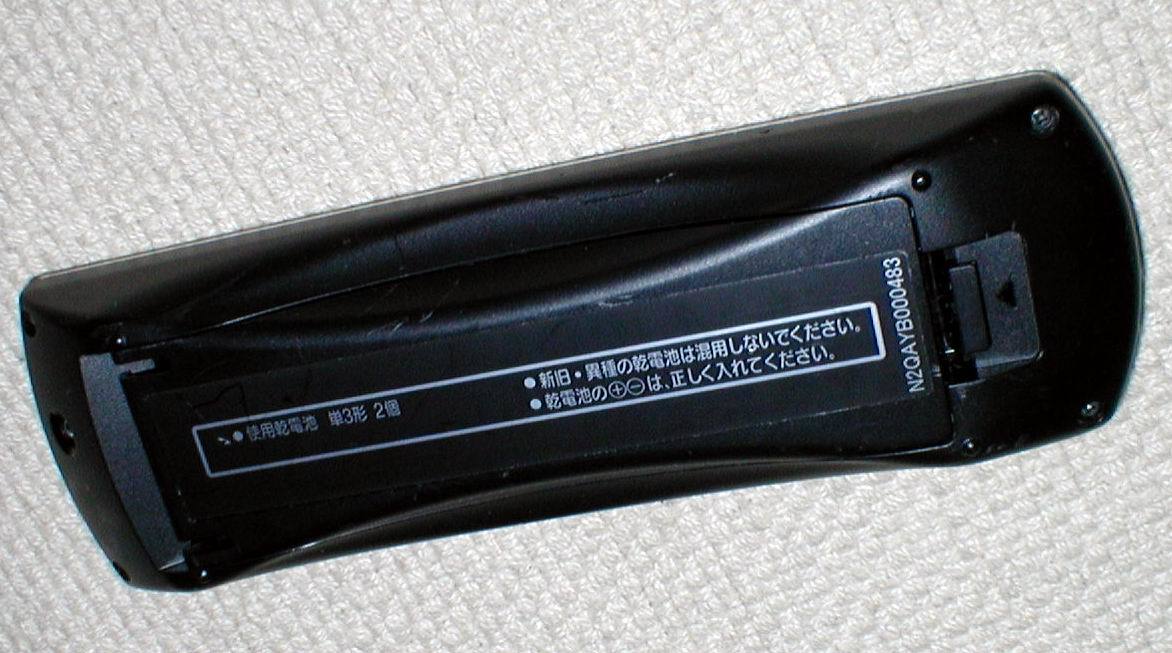 ●使用乾電池 単3形 2個
●新旧・異種の乾電池は混用しないでください。
●乾電池の⊕⊖は、正しく入れてください。
N2QAYB000483